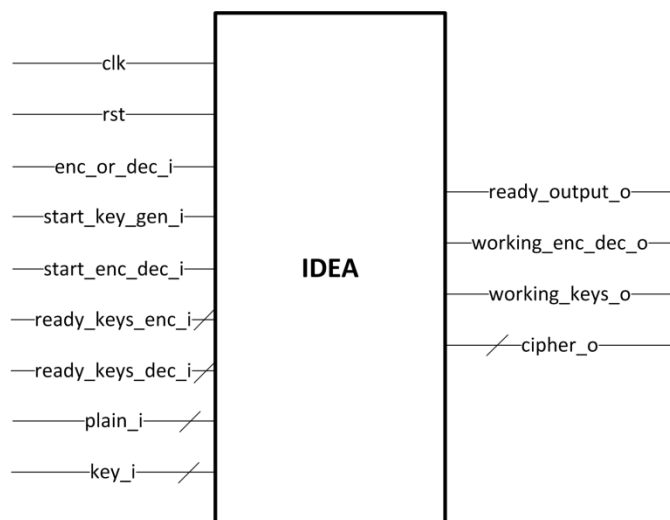 clk
rst
enc_or_dec_i
start_key_gen_i
start_enc_dec_i
ready_keys_enc_i
ready_keys_dec_i
plain_i
key_i
IDEA
ready_output_o
working_enc_dec_o
working_keys_o
cipher_o